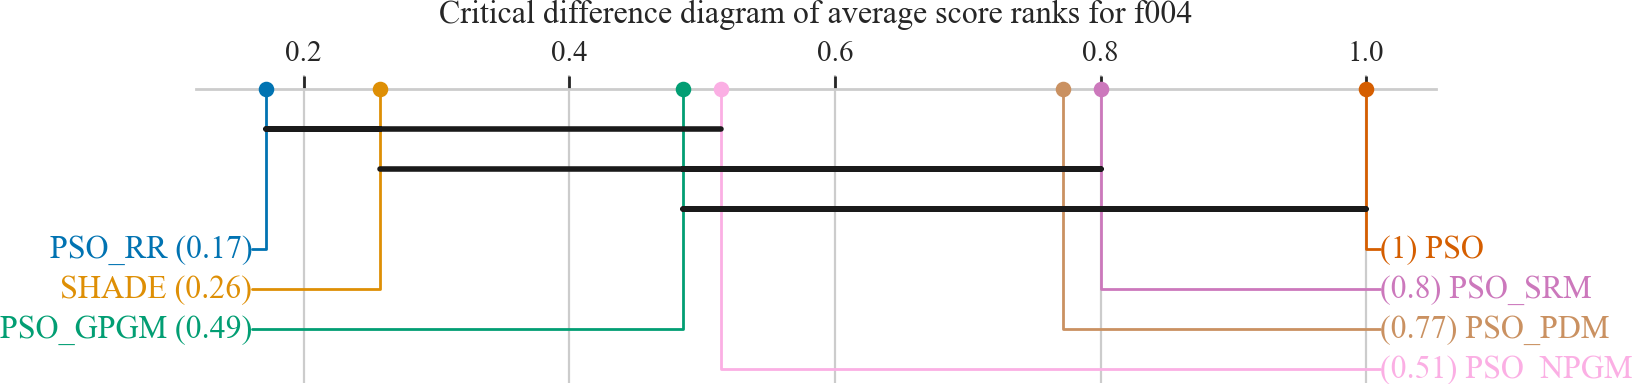 Critical difference diagram of average score ranks for f004
0.2 0.4 0.6 0.8 1.0
PSO_RR (0.17) (1) PSO
SHADE (0.26) (0.8) PSO_SRM
PSO_GPGM (0.49) (0.77) PSO_PDM
(0.51) PSO_NPGM